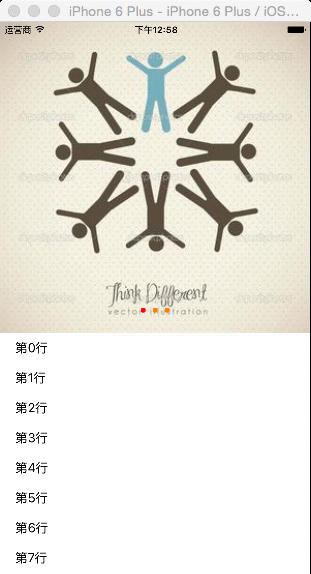 iPhone 6 Plus - iPhone 6 Plus / iOS...
运营商 下午12:58
Think Different
vector illustration
第0行
第1行
第2行
第3行
第4行
第5行
第6行
第7行